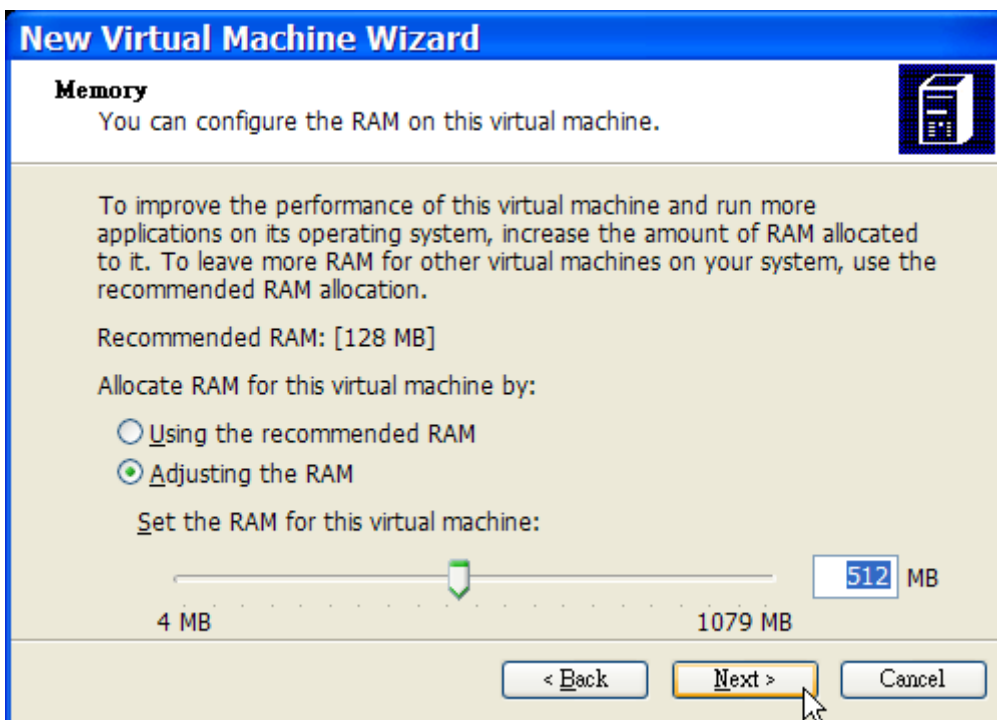 New Virtual Machine Wizard
Memory
You can configure the RAM on this virtual machine.
To improve the performance of this virtual machine and run more
applications on its operating system, increase the amount of RAM allocated
to it. To leave more RAM for other virtual machines on your system, use the
recommended RAM allocation.
Recommended RAM: [128 MB]
Allocate RAM for this virtual machine by:
Using the recommended RAM
Adjusting the RAM
Set the RAM for this virtual machine:
512 MB
4 MB 1079 MB
< Back Next > Cancel